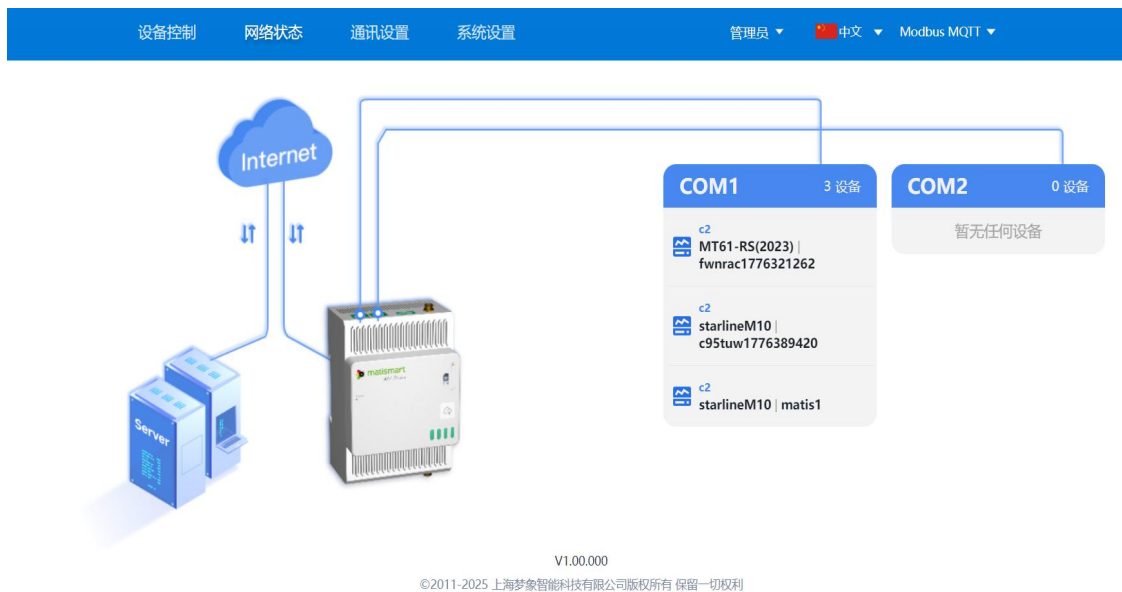 设备控制 网络状态 通讯设置 系统设置 管理员 中文 Modbus MQTT
Internet
COM1 3 设备
c2
MT61-RS(2023) |
fwnrac1776321262
c2
starlineM10 |
c95tuw1776389420
c2
starlineM10 | matis1
COM2 0 设备
暂无任何设备
matismart
Server
V1.00.000
©2011-2025 上海梦象智能科技有限公司版权所有 保留一切权利